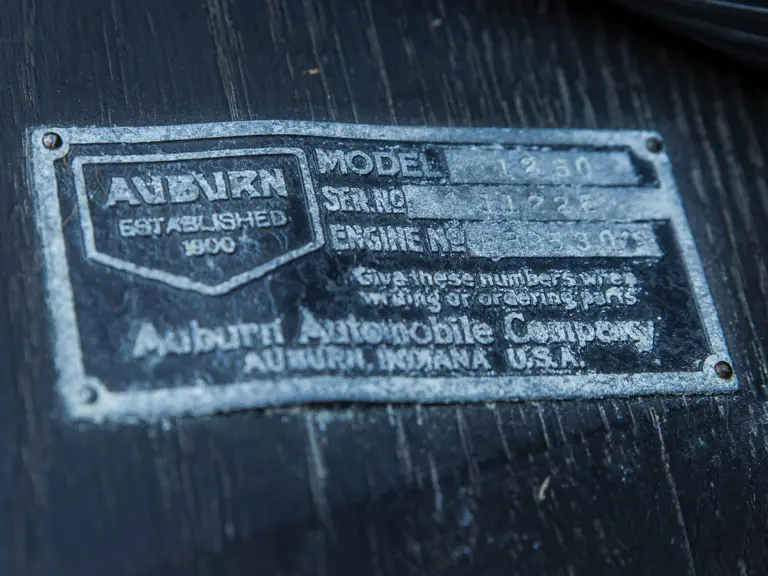 AUBURN
ESTABLISHED
1900
MODEL 1250
SER.NO.
ENGINE No
Give these numbers when
writing or ordering parts
Auburn Automobile Company
AUBURN, INDIANA U.S.A.